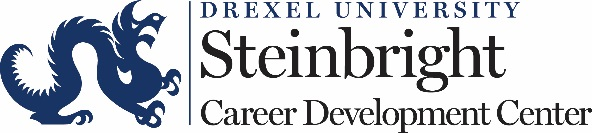 DREXEL UNIVERSITY
Steinbright
Career Development Center